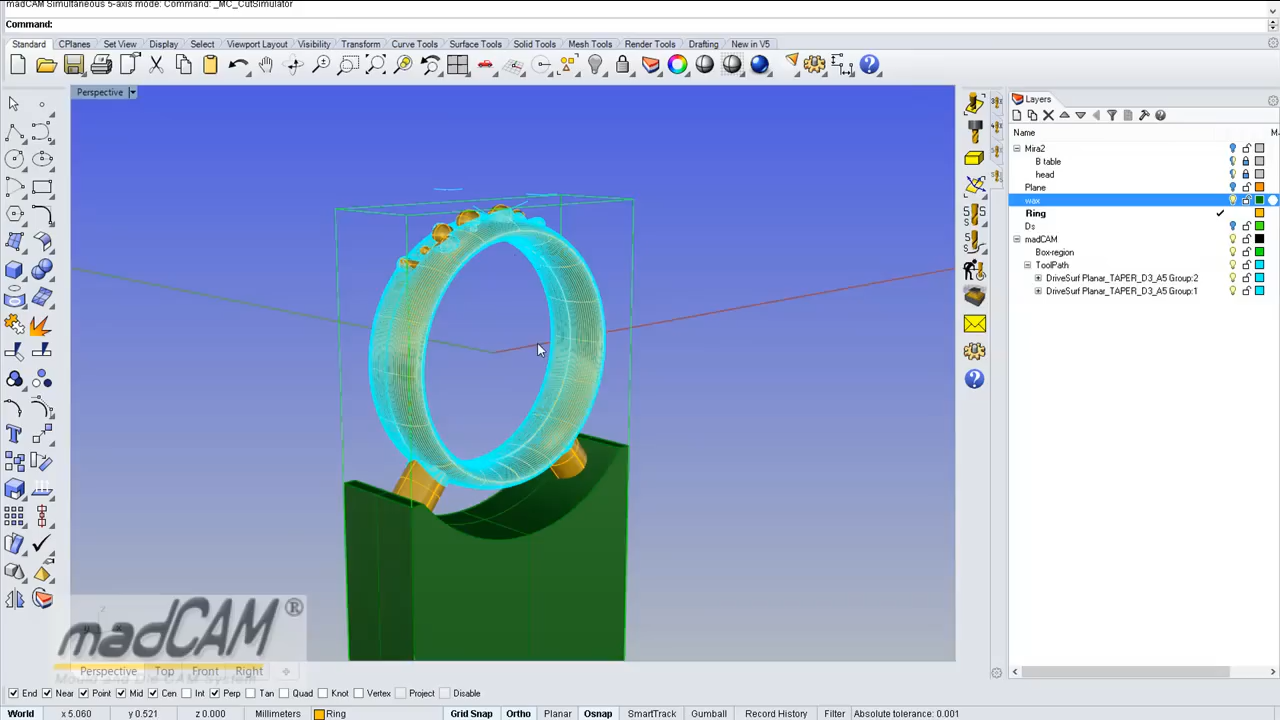 madCAM Simultaneous 5-axis mode: Command: _MC_CutSimulator
Command:
Standard CPlanes Set View Display Select Viewport Layout Visibility Transform Curve Tools Surface Tools Solid Tools Mesh Tools Render Tools Drafting New in V5
Perspective
Layers
Name
M
Mira2
B table
head
Plane
wax
Ring
Ds
madCAM
Box-region
ToolPath
DriveSurf Planar_TAPER_D3_A5 Group:2
DriveSurf Planar_TAPER_D3_A5 Group:1
madCAM®
Perspective Top Front Right
Mould and Die CAM System
End Near Point Mid Cen Int Perp Tan Quad Knot Vertex Project Disable
World x 5.060 y 0.521 z 0.000 Millimeters Ring Grid Snap Ortho Planar Osnap SmartTrack Gumball Record History Filter Absolute tolerance: 0.001